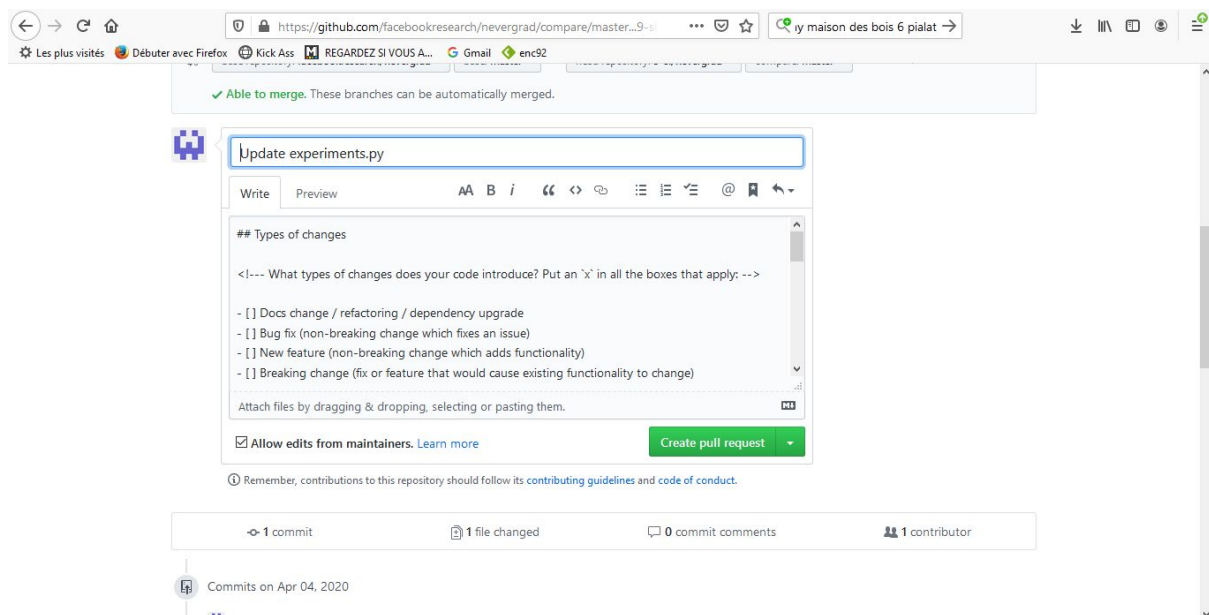 https://github.com/facebookresearch/nevergrad/compare/master...9-s
ıy maison des bois 6 pialat →
Les plus visités Débuter avec Firefox Kick Ass REGARDEZ SI VOUS A... Gmail enc92
✓ Able to merge. These branches can be automatically merged.
Update experiments.py
Write Preview AA B i
## Types of changes
<!--- What types of changes does your code introduce? Put an `x` in all the boxes that apply: -->
- [ ] Docs change / refactoring / dependency upgrade
- [ ] Bug fix (non-breaking change which fixes an issue)
- [ ] New feature (non-breaking change which adds functionality)
- [ ] Breaking change (fix or feature that would cause existing functionality to change)
Attach files by dragging & dropping, selecting or pasting them.
Allow edits from maintainers. Learn more Create pull request
Remember, contributions to this repository should follow its contributing guidelines and code of conduct.
1 commit 1 file changed 0 commit comments 1 contributor
Commits on Apr 04, 2020